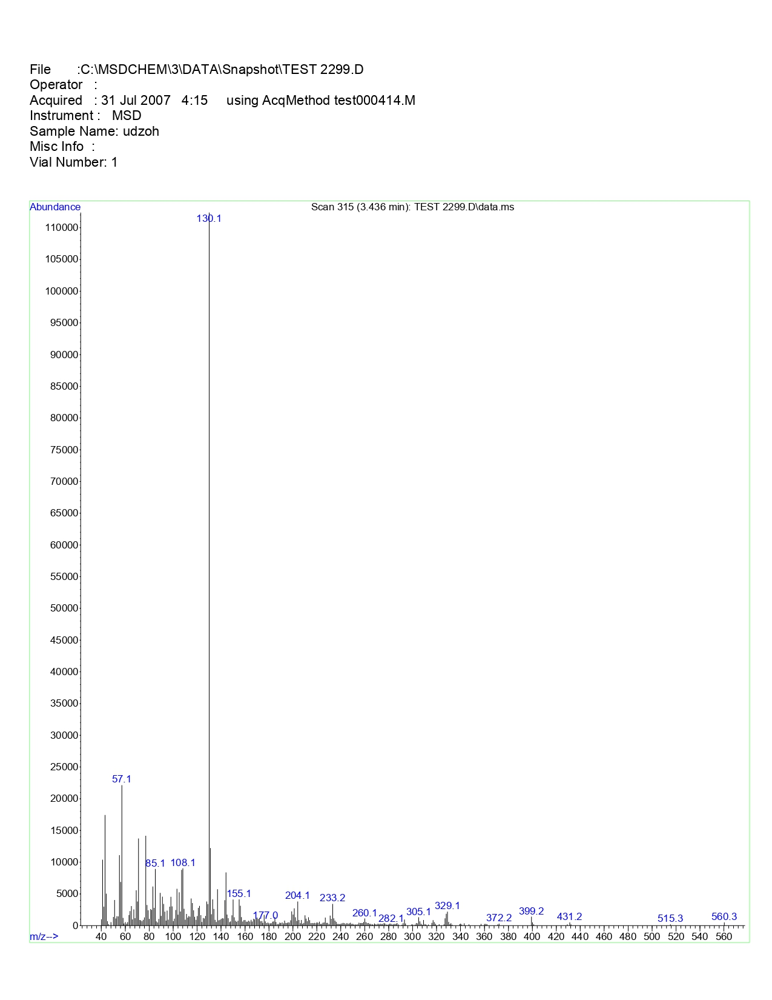 File :C:\MSDCHEM\3\DATA\Snapshot\TEST 2299.D
Operator :
Acquired : 31 Jul 2007 4:15 using AcqMethod test000414.M
Instrument : MSD
Sample Name: udzoh
Misc Info :
Vial Number: 1
Abundance
Scan 315 (3.436 min): TEST 2299.D\data.ms
130.1
110000
105000
100000
95000
90000
85000
80000
75000
70000
65000
60000
55000
50000
45000
40000
35000
30000
25000
57.1
20000
15000
10000
85.1 108.1
5000
155.1 204.1 233.2
177.0 260.1 282.1 305.1 329.1 372.2 399.2 431.2 515.3 560.3
0
m/z--> 40 60 80 100 120 140 160 180 200 220 240 260 280 300 320 340 360 380 400 420 440 460 480 500 520 540 560